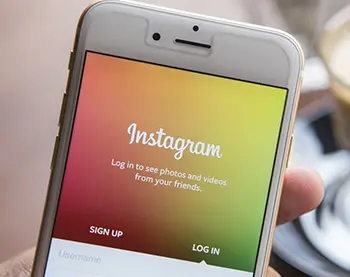 Instagram
Log in to see photos and videos
from your friends.
SIGN UP
LOG IN
Username